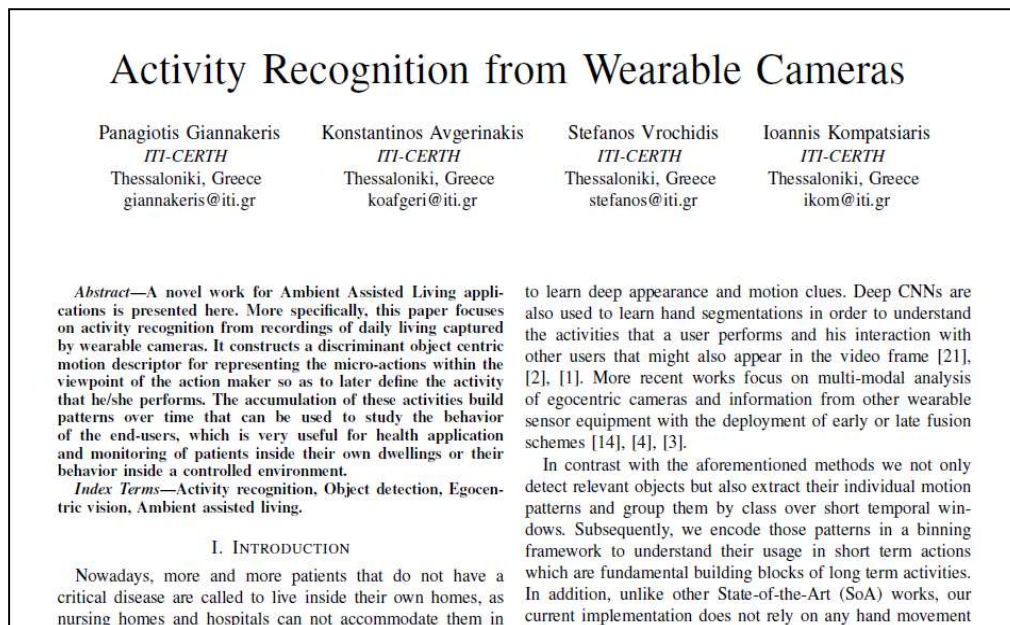 Activity Recognition from Wearable Cameras
Panagiotis Giannakeris
ITI-CERTH
Thessaloniki, Greece
giannakeris@iti.gr
Konstantinos Avgerinakis
ITI-CERTH
Thessaloniki, Greece
koafgeri@iti.gr
Stefanos Vrochidis
ITI-CERTH
Thessaloniki, Greece
stefanos@iti.gr
Ioannis Kompatsiaris
ITI-CERTH
Thessaloniki, Greece
ikom@iti.gr
Abstract—A novel work for Ambient Assisted Living appli-
cations is presented here. More specifically, this paper focuses
on activity recognition from recordings of daily living captured
by wearable cameras. It constructs a discriminant object centric
motion descriptor for representing the micro-actions within the
viewpoint of the action maker so as to later define the activity
that he/she performs. The accumulation of these activities build
patterns over time that can be used to study the behavior
of the end-users, which is very useful for health application
and monitoring of patients inside their own dwellings or their
behavior inside a controlled environment.
Index Terms—Activity recognition, Object detection, Egocen-
tric vision, Ambient assisted living.
I. INTRODUCTION
Nowadays, more and more patients that do not have a
critical disease are called to live inside their own homes, as
nursing homes and hospitals can not accommodate them in
to learn deep appearance and motion clues. Deep CNNs are
also used to learn hand segmentations in order to understand
the activities that a user performs and his interaction with
other users that might also appear in the video frame [21],
[2], [1]. More recent works focus on multi-modal analysis
of egocentric cameras and information from other wearable
sensor equipment with the deployment of early or late fusion
schemes [14], [4], [3].
In contrast with the aforementioned methods we not only
detect relevant objects but also extract their individual motion
patterns and group them by class over short temporal win-
dows. Subsequently, we encode those patterns in a binning
framework to understand their usage in short term actions
which are fundamental building blocks of long term activities.
In addition, unlike other State-of-the-Art (SoA) works, our
current implementation does not rely on any hand movement